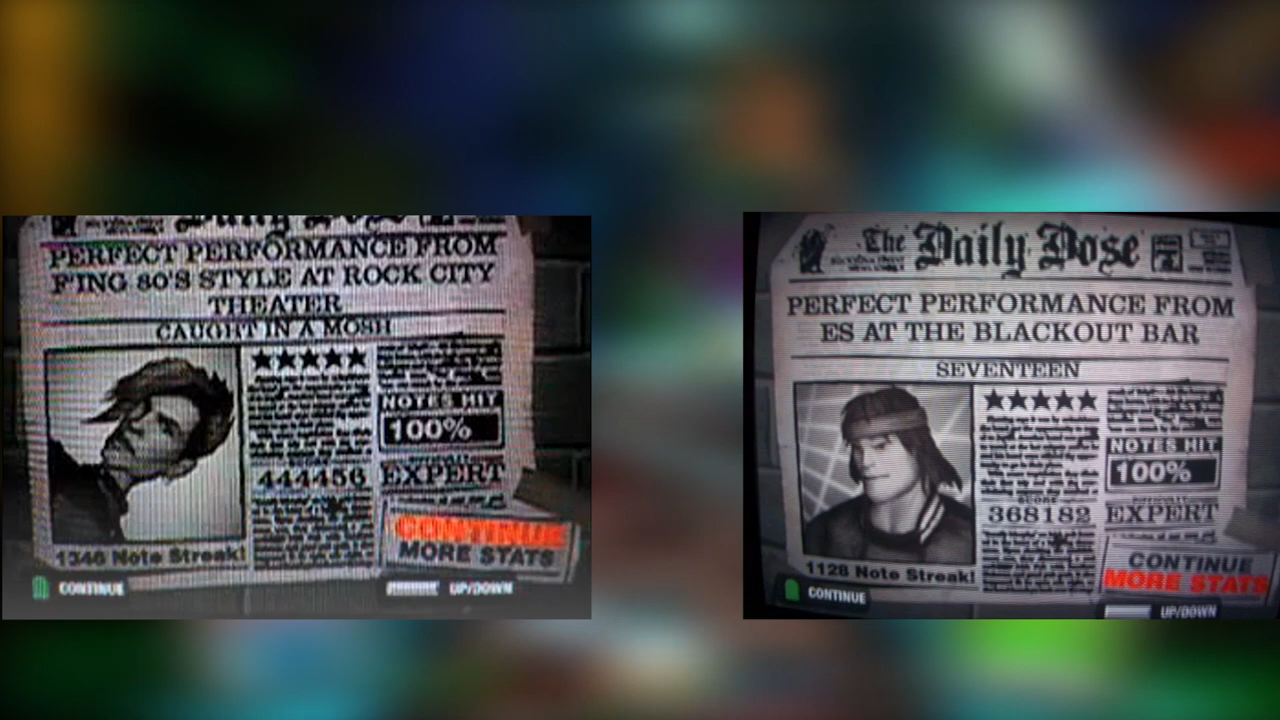 PERFECT PERFORMANCE FROM
F'ING 80'S STYLE AT ROCK CITY
THEATER
CAUGHT IN A MOSH
NOTES HIT
100%
444456
EXPERT
CONTINUE
MORE STATS
1346 Note Streak!
CONTINUE
UP/DOWN
The Daily Dose
PERFECT PERFORMANCE FROM
ES AT THE BLACKOUT BAR
SEVENTEEN
NOTES HIT
100%
SCORE
368182
EXPERT
CONTINUE
MORE STATS
1128 Note Streak!
CONTINUE
UP/DOWN